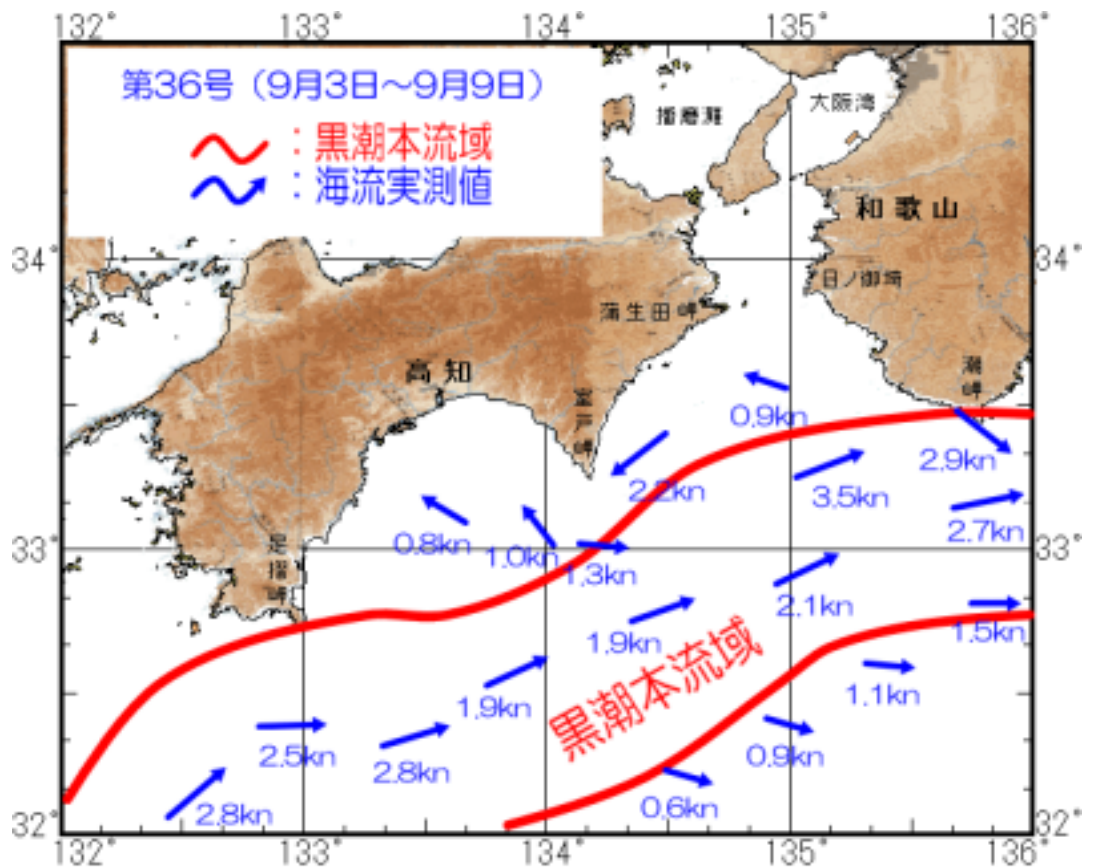 132°
133°
134°
135°
136°
第36号（9月3日～9月9日）
：黒潮本流域
：海流実測値
播磨灘
大阪湾
和歌山
34°
34°
日ノ御埼
蒲生田岬
高知
室戸岬
潮岬
0.9kn
2.2kn
3.5kn
2.9kn
2.7kn
0.8kn
1.0kn
1.3kn
33°
33°
足摺岬
2.1kn
1.9kn
1.5kn
黒潮本流域
1.9kn
1.1kn
2.5kn
2.8kn
0.9kn
2.8kn
0.6kn
32°
32°
132°
133°
134°
135°
136°